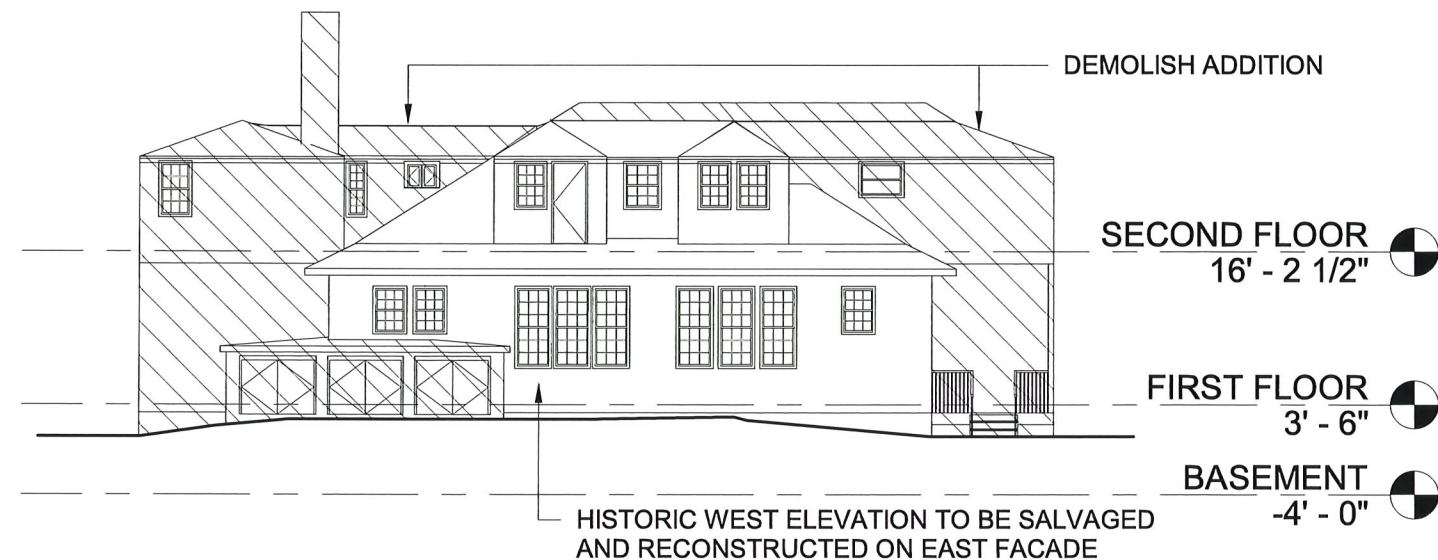 DEMOLISH ADDITION
SECOND FLOOR
16' - 2 1/2"
FIRST FLOOR
3' - 6"
BASEMENT
-4' - 0"
HISTORIC WEST ELEVATION TO BE SALVAGED
AND RECONSTRUCTED ON EAST FACADE